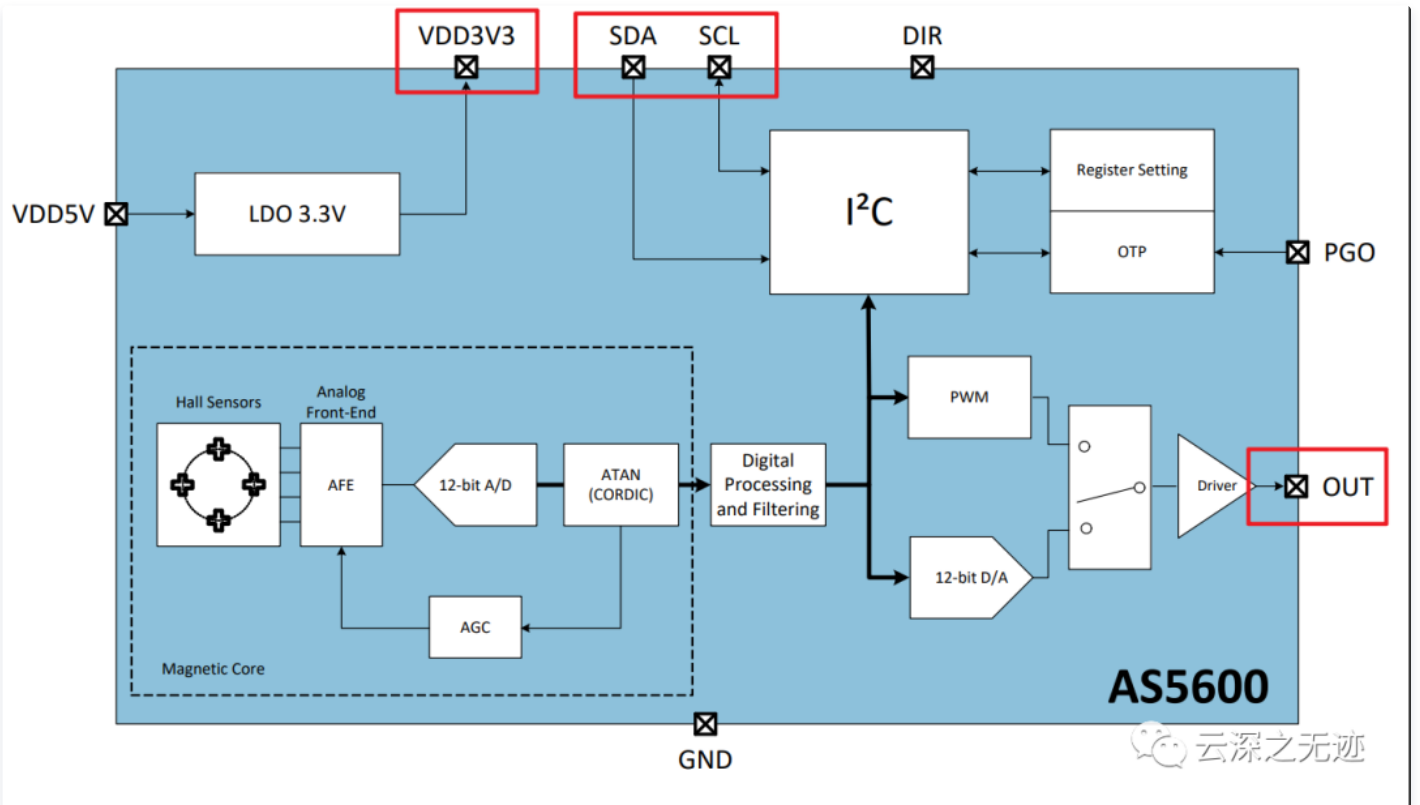 VDD3V3
SDA
SCL
DIR
VDD5V
LDO 3.3V
I²C
Register Setting
OTP
PGO
Hall Sensors
Analog
Front-End
AFE
12-bit A/D
ATAN
(CORDIC)
Digital
Processing
and Filtering
PWM
12-bit D/A
Driver
OUT
AGC
Magnetic Core
AS5600
GND
云深之无迹